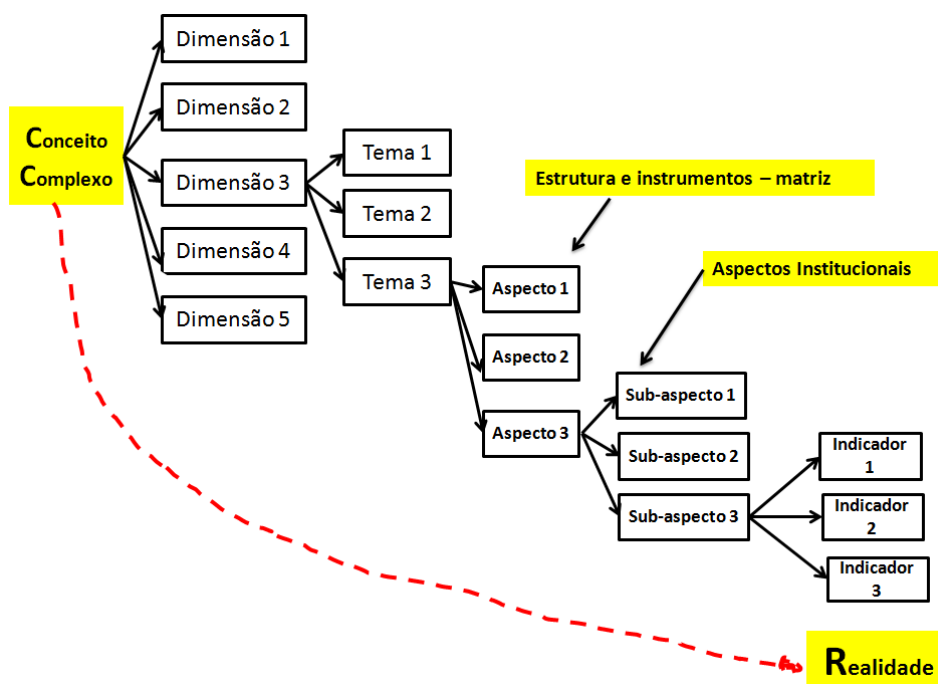 Dimensão 1
Dimensão 2
Conceito
Complexo
Dimensão 3
Dimensão 4
Dimensão 5
Tema 1
Tema 2
Tema 3
Estrutura e instrumentos – matriz
Aspectos Institucionais
Aspecto 1
Aspecto 2
Aspecto 3
Sub-aspecto 1
Sub-aspecto 2
Sub-aspecto 3
Indicador
1
Indicador
2
Indicador
3
Realidade